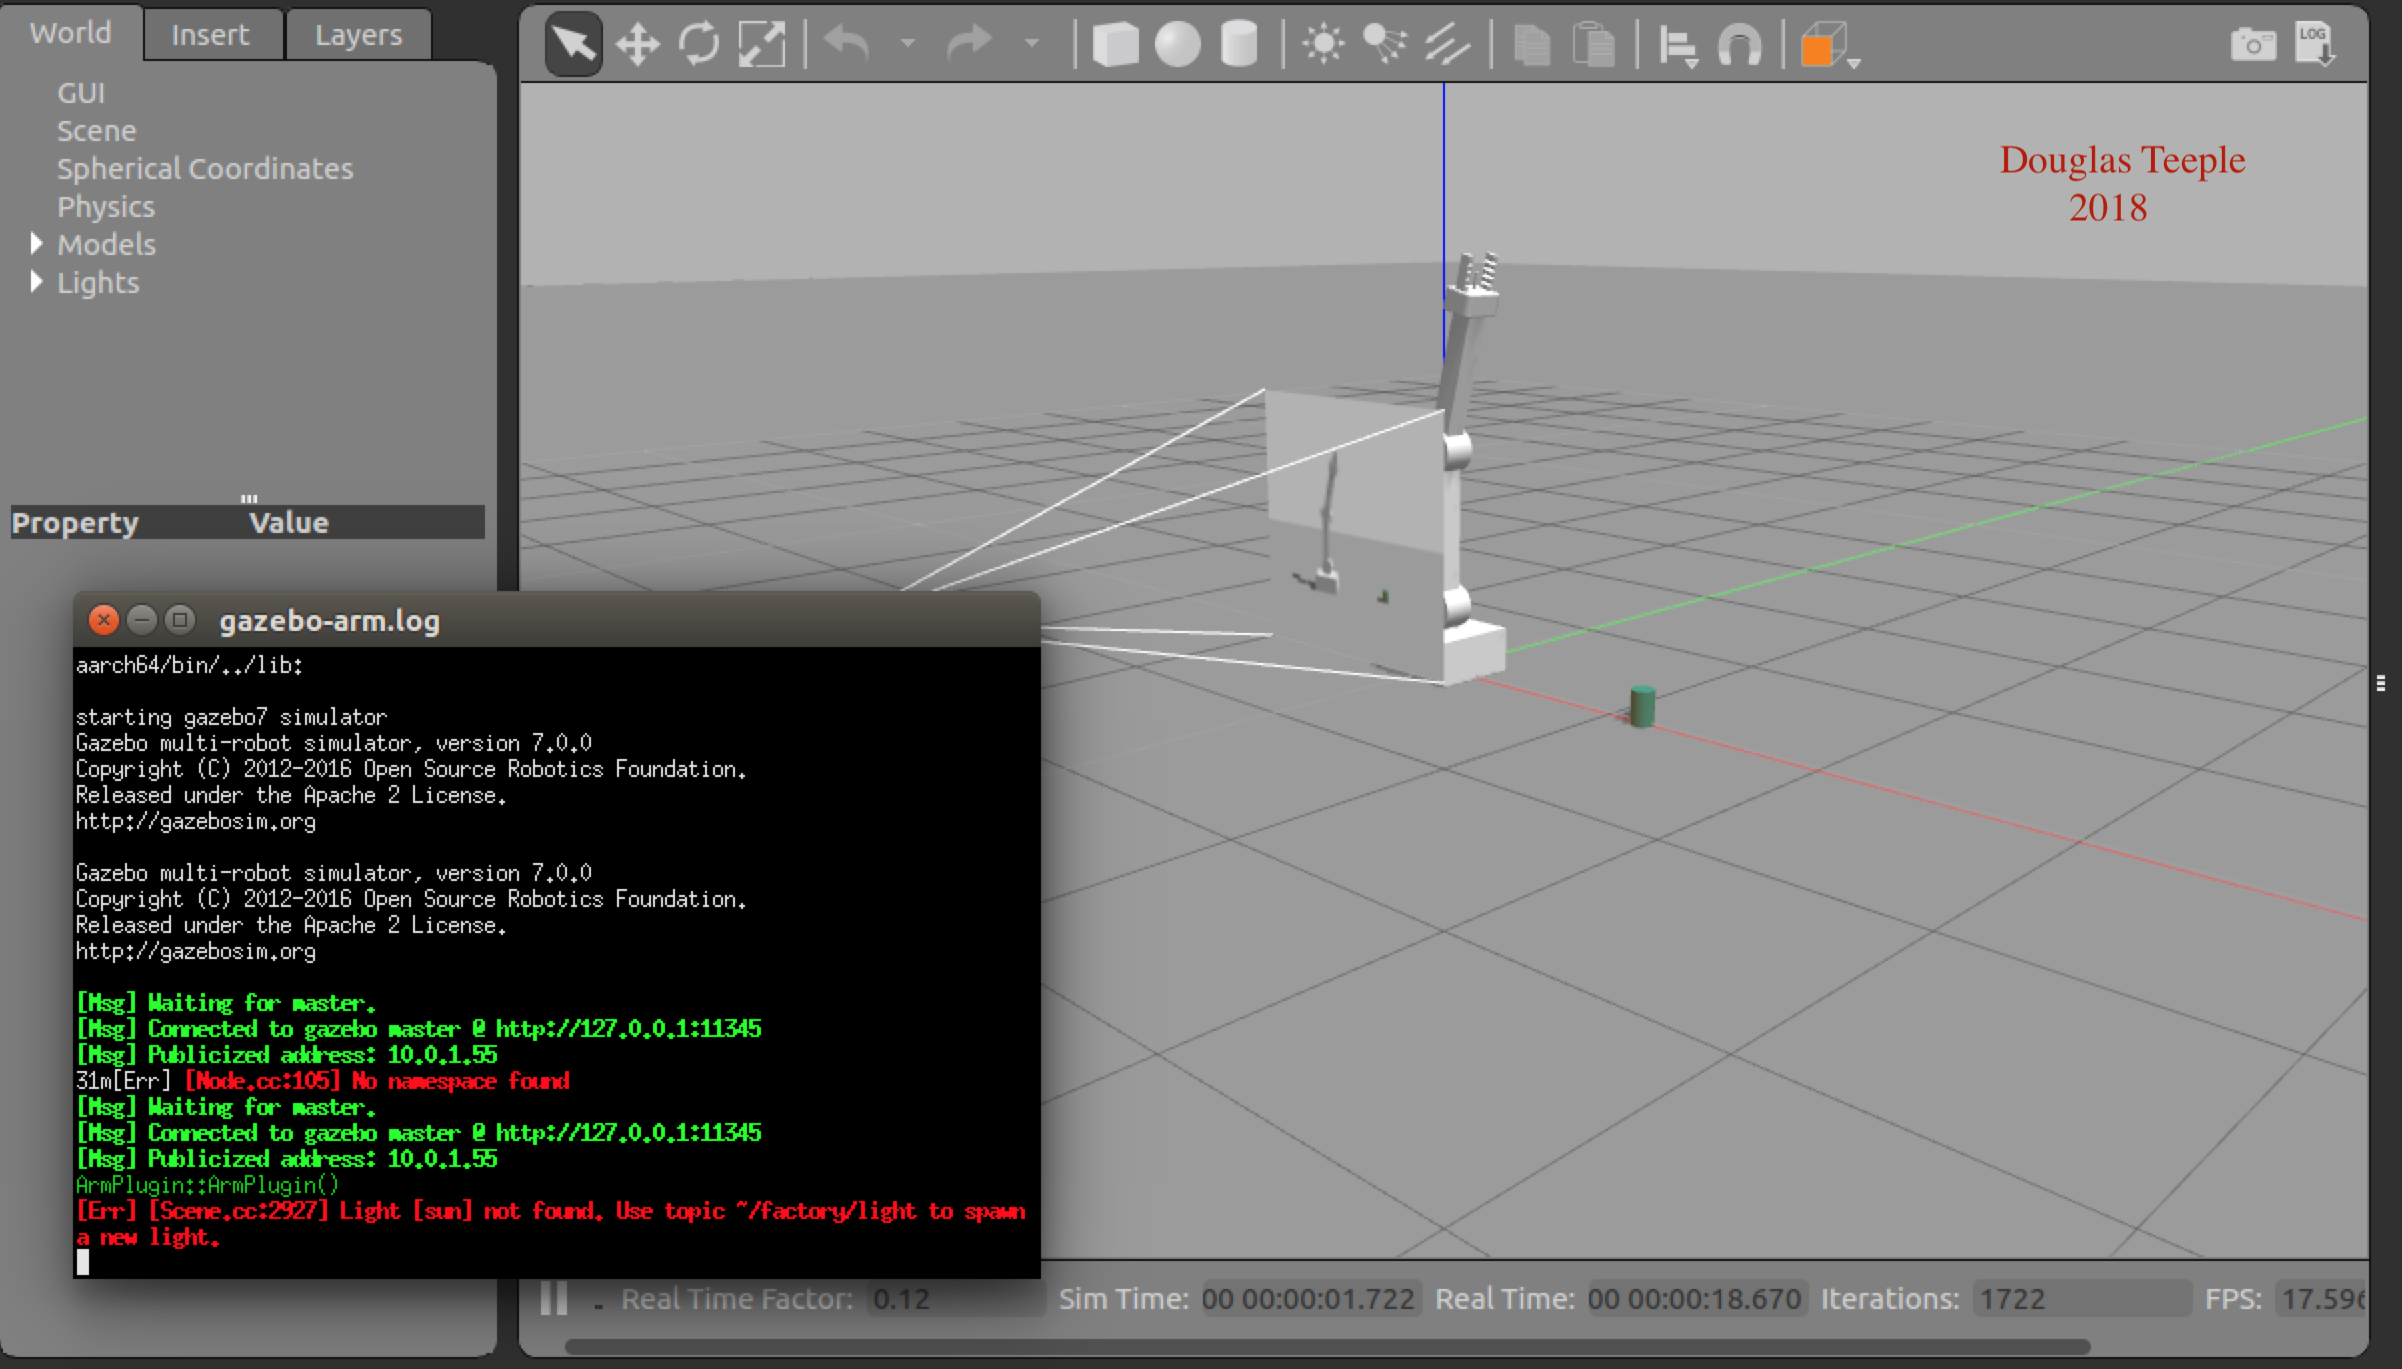 World
Insert
Layers
LOG
GUI
Scene
Spherical Coordinates
Physics
Models
Lights
Property Value
Douglas Teeple
2018
gazebo-arm.log
aarch64/bin/../lib:
starting gazebo7 simulator
Gazebo multi-robot simulator, version 7.0.0
Copyright (C) 2012-2016 Open Source Robotics Foundation.
Released under the Apache 2 License.
http://gazebosim.org
Gazebo multi-robot simulator, version 7.0.0
Copyright (C) 2012-2016 Open Source Robotics Foundation.
Released under the Apache 2 License.
http://gazebosim.org
[Msg] Waiting for master.
[Msg] Connected to gazebo master @ http://127.0.0.1:11345
[Msg] Publicized address: 10.0.1.55
31m[Err] [Node.cc:105] No namespace found
[Msg] Waiting for master.
[Msg] Connected to gazebo master @ http://127.0.0.1:11345
[Msg] Publicized address: 10.0.1.55
ArmPlugin::ArmPlugin()
[Err] [Scene.cc:2927] Light [sun] not found. Use topic ~/factory/light to spawn
a new light.
Real Time Factor: 0.12 Sim Time: 00 00:00:01.722 Real Time: 00 00:00:18.670 Iterations: 1722 FPS: 17.596